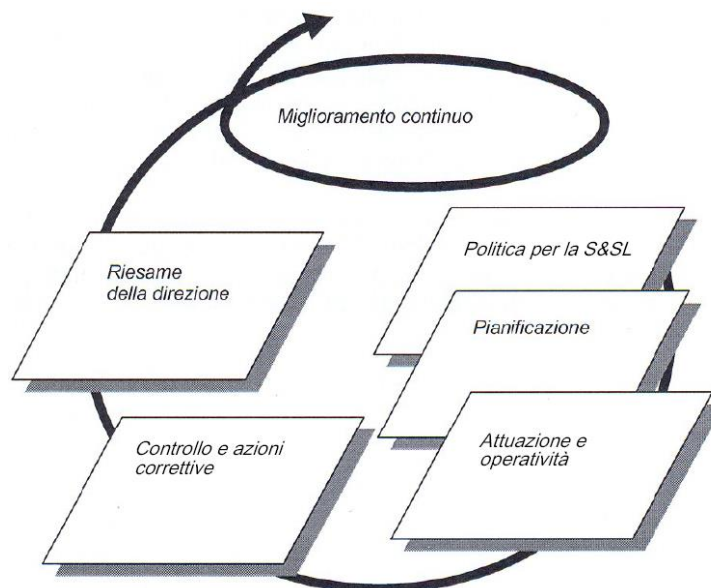 Miglioramento continuo
Politica per la S&SL
Pianificazione
Attuazione e
operatività
Controllo e azioni
correttive
Riesame
della direzione